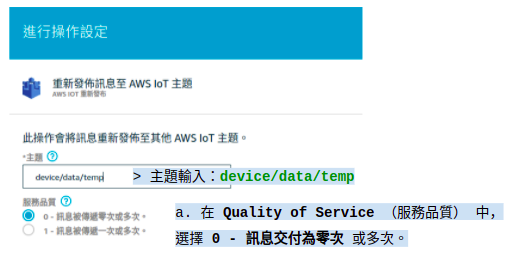 進行操作設定
重新發佈訊息至 AWS IoT 主題
AWS IOT 重新發布
此操作會將訊息重新發佈至其他 AWS IoT 主題。
*主題 ?
device/data/temp
> 主題輸入：device/data/temp
服務品質 ?
0 - 訊息被傳遞零次或多次。
1 - 訊息被傳遞一次或多次。
a. 在 Quality of Service （服務品質） 中，
選擇 0 - 訊息交付為零次 或多次。